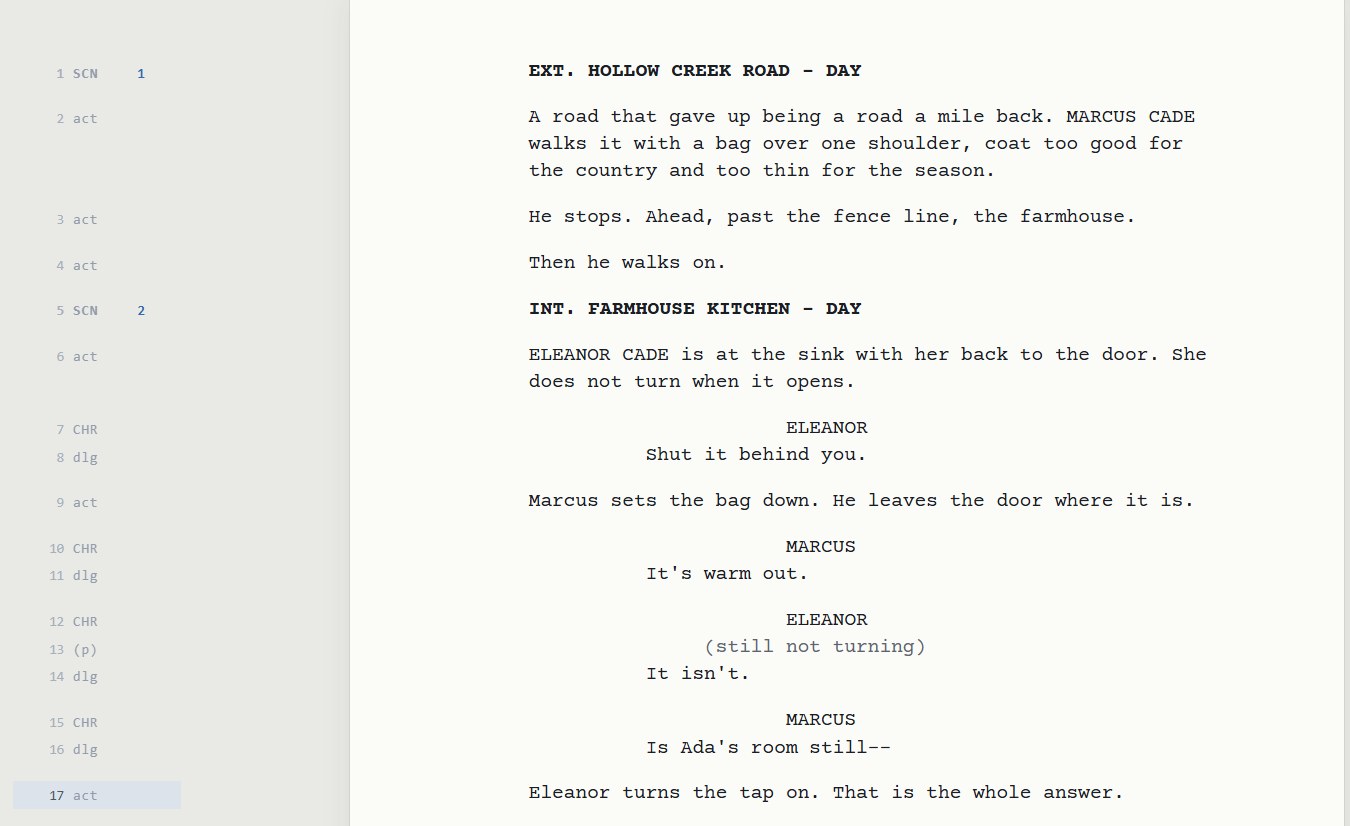 1 SCN 1 EXT. HOLLOW CREEK ROAD - DAY
2 act A road that gave up being a road a mile back. MARCUS CADE
walks it with a bag over one shoulder, coat too good for
the country and too thin for the season.
3 act He stops. Ahead, past the fence line, the farmhouse.
4 act Then he walks on.
5 SCN 2 INT. FARMHOUSE KITCHEN - DAY
6 act ELEANOR CADE is at the sink with her back to the door. She
does not turn when it opens.
7 CHR ELEANOR
8 dlg Shut it behind you.
9 act Marcus sets the bag down. He leaves the door where it is.
10 CHR MARCUS
11 dlg It's warm out.
12 CHR ELEANOR
13 (p) (still not turning)
14 dlg It isn't.
15 CHR MARCUS
16 dlg Is Ada's room still--
17 act Eleanor turns the tap on. That is the whole answer.